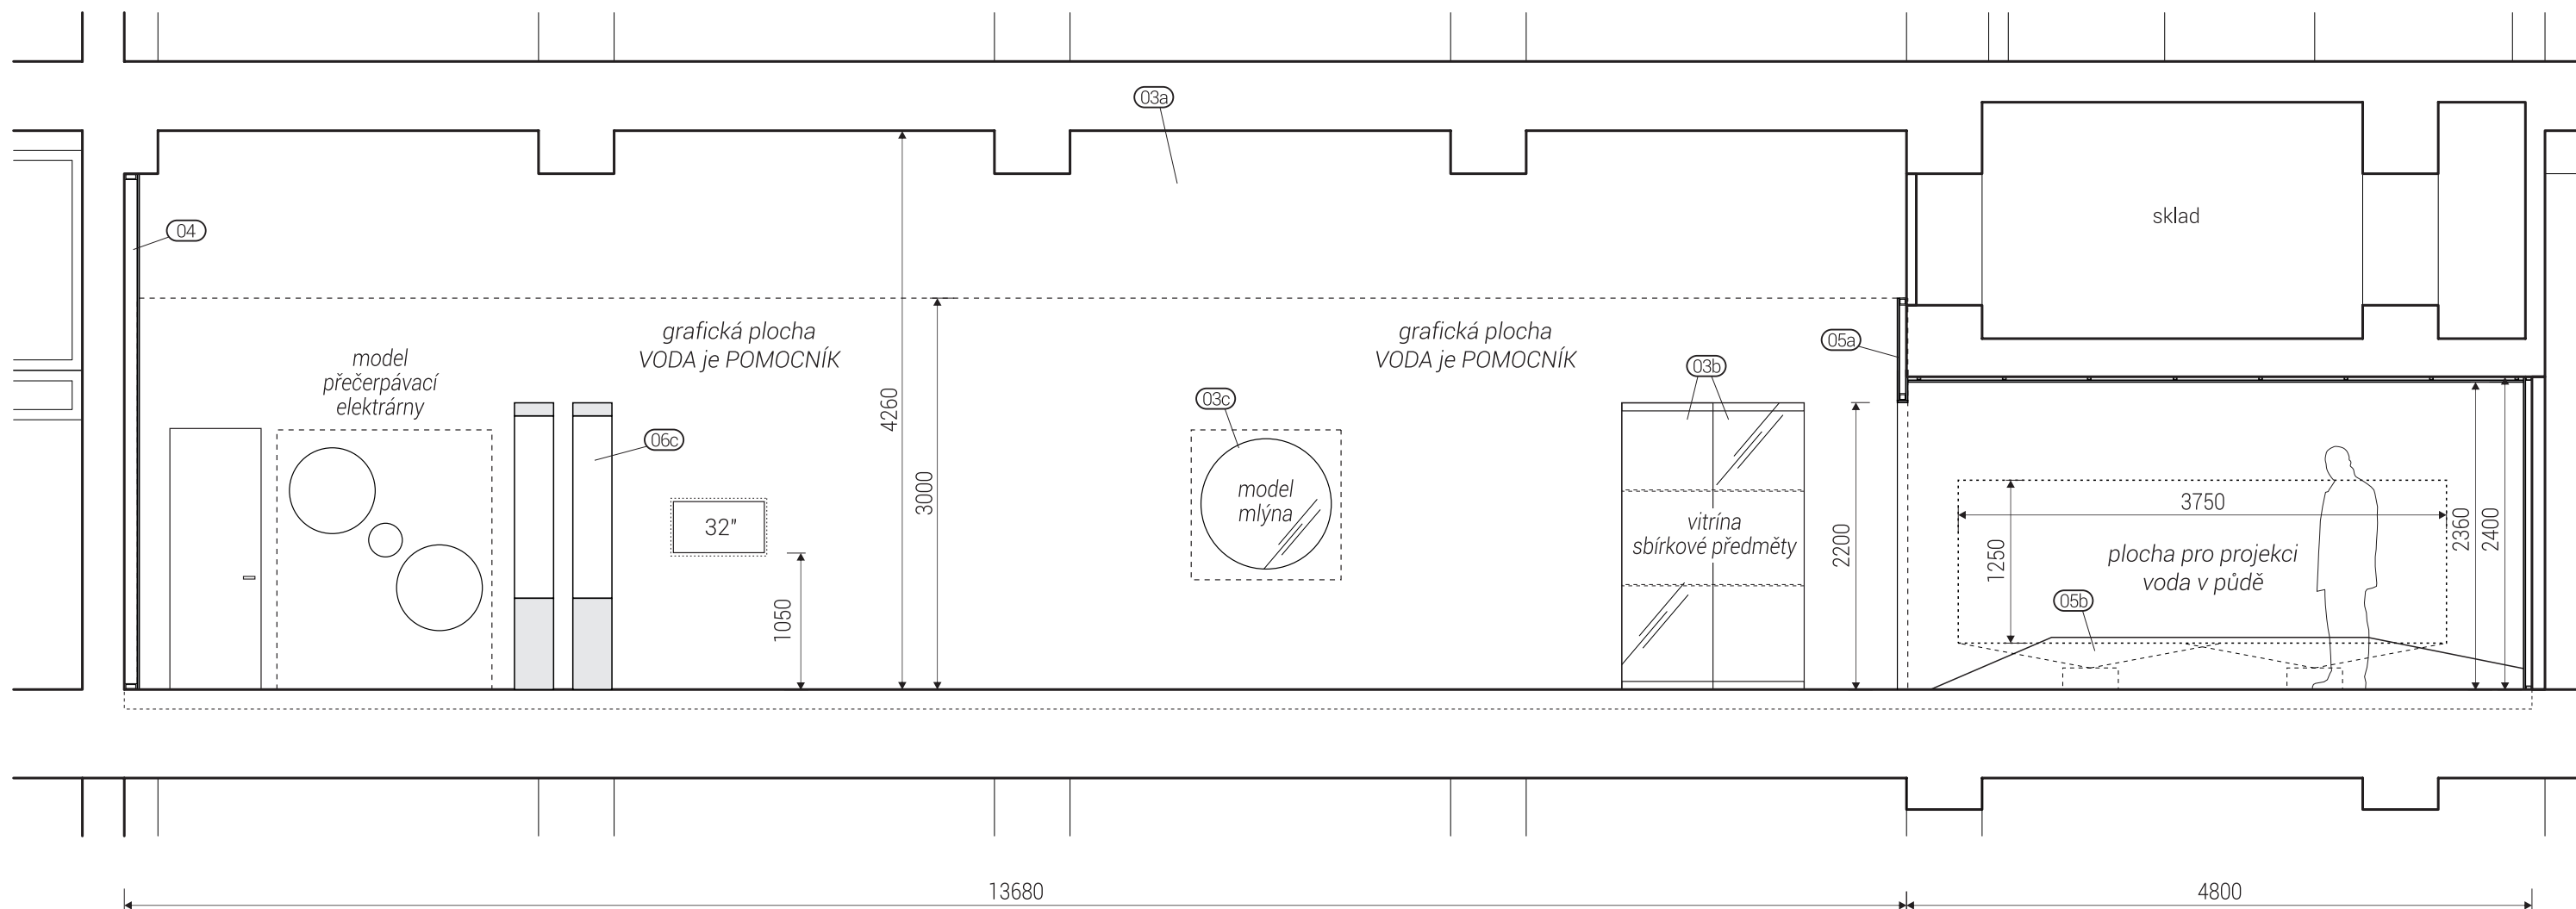 03a
04
sklad
grafická plocha
VODA je POMOCNÍK
grafická plocha
VODA je POMOCNÍK
05a
model
přečerpávací
elektrárny
03b
03c
4260
06c
3000
model
mlýna
32"
vitrína
sbírkové předměty
2200
3750
1250
plocha pro projekci
voda v půdě
2360
2400
05b
1050
13680
4800